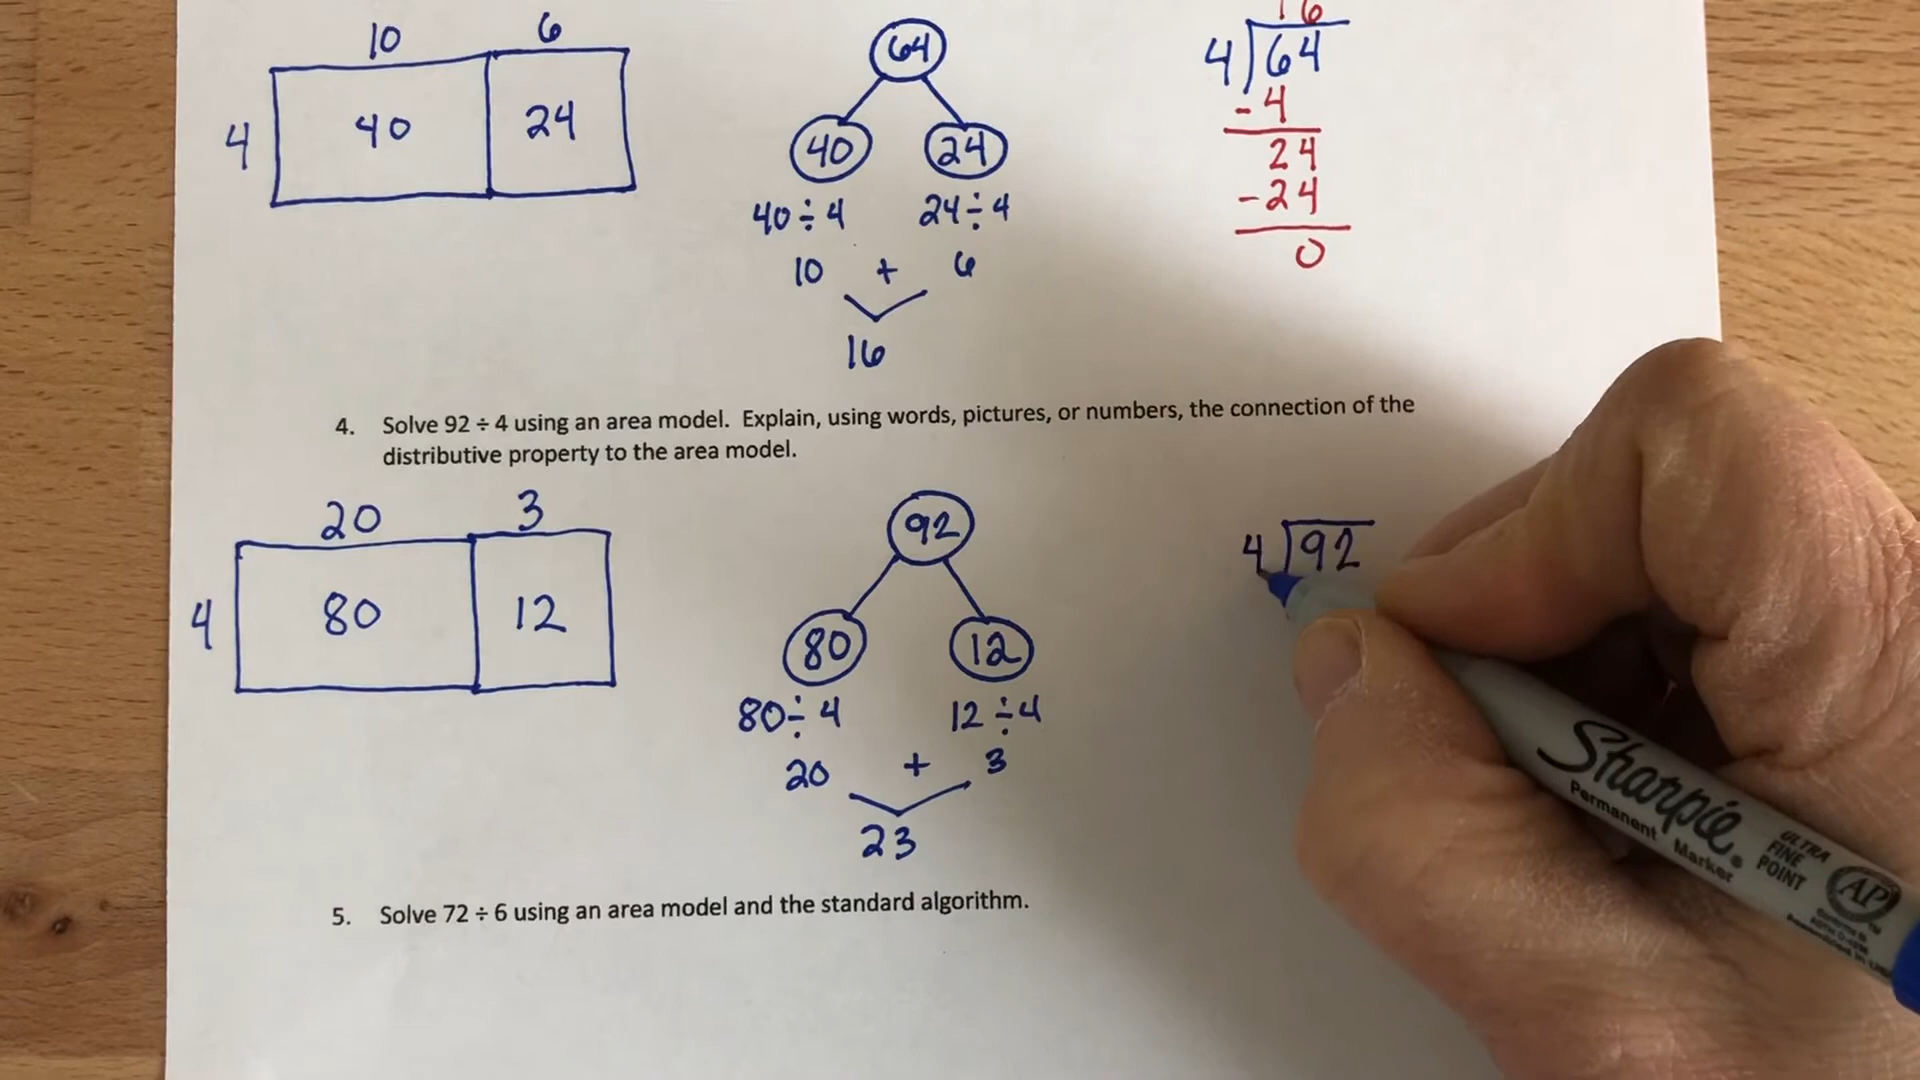 10 6
4 40 24
64
40 24
40 ÷ 4 24 ÷ 4
10 + 6
16
16
4 64
- 4
24
- 24
0
4. Solve 92 ÷ 4 using an area model. Explain, using words, pictures, or numbers, the connection of the
distributive property to the area model.
20 3
4 80 12
92
80 12
80 ÷ 4 12 ÷ 4
20 + 3
23
4 92
5. Solve 72 ÷ 6 using an area model and the standard algorithm.
Sharpie
Permanent Marker
ULTRA
FINE
POINT
AP